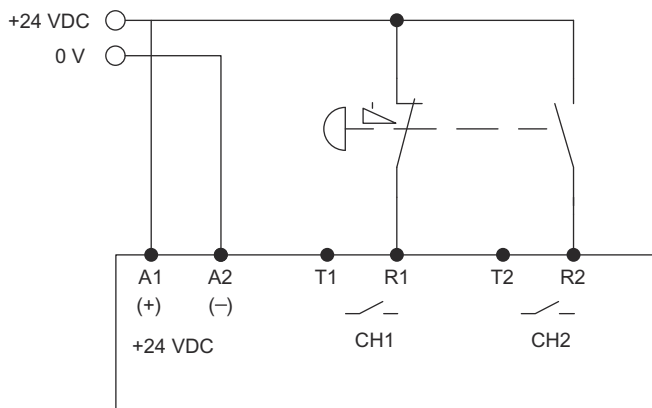 +24 VDC
0 V
A1 A2 T1 R1 T2 R2
(+) (−)
CH1 CH2
+24 VDC